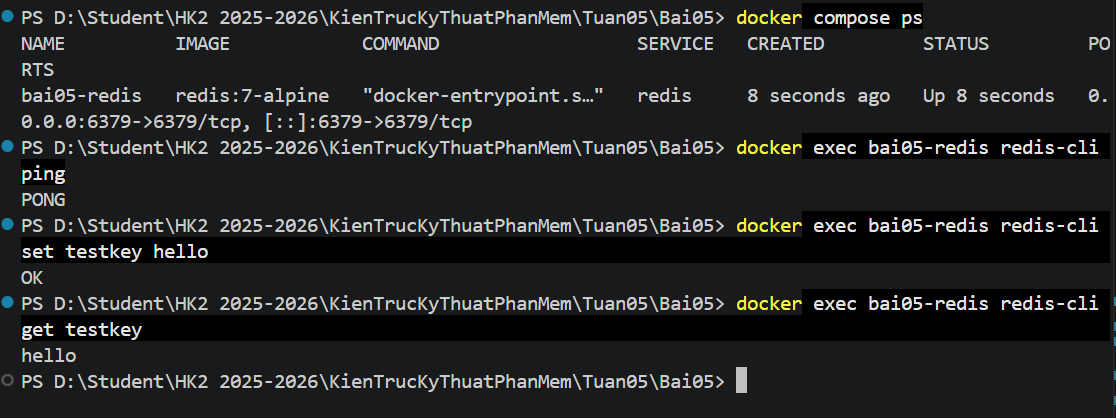 PS D:\Student\HK2 2025-2026\KienTrucKyThuatPhanMem\Tuan05\Bai05> docker compose ps
NAME          IMAGE            COMMAND                  SERVICE   CREATED         STATUS         PO
RTS
bai05-redis   redis:7-alpine   "docker-entrypoint.s…"   redis     8 seconds ago   Up 8 seconds   0.
0.0.0:6379->6379/tcp, [::]:6379->6379/tcp
PS D:\Student\HK2 2025-2026\KienTrucKyThuatPhanMem\Tuan05\Bai05> docker exec bai05-redis redis-cli
ping
PONG
PS D:\Student\HK2 2025-2026\KienTrucKyThuatPhanMem\Tuan05\Bai05> docker exec bai05-redis redis-cli
set testkey hello
OK
PS D:\Student\HK2 2025-2026\KienTrucKyThuatPhanMem\Tuan05\Bai05> docker exec bai05-redis redis-cli
get testkey
hello
PS D:\Student\HK2 2025-2026\KienTrucKyThuatPhanMem\Tuan05\Bai05>